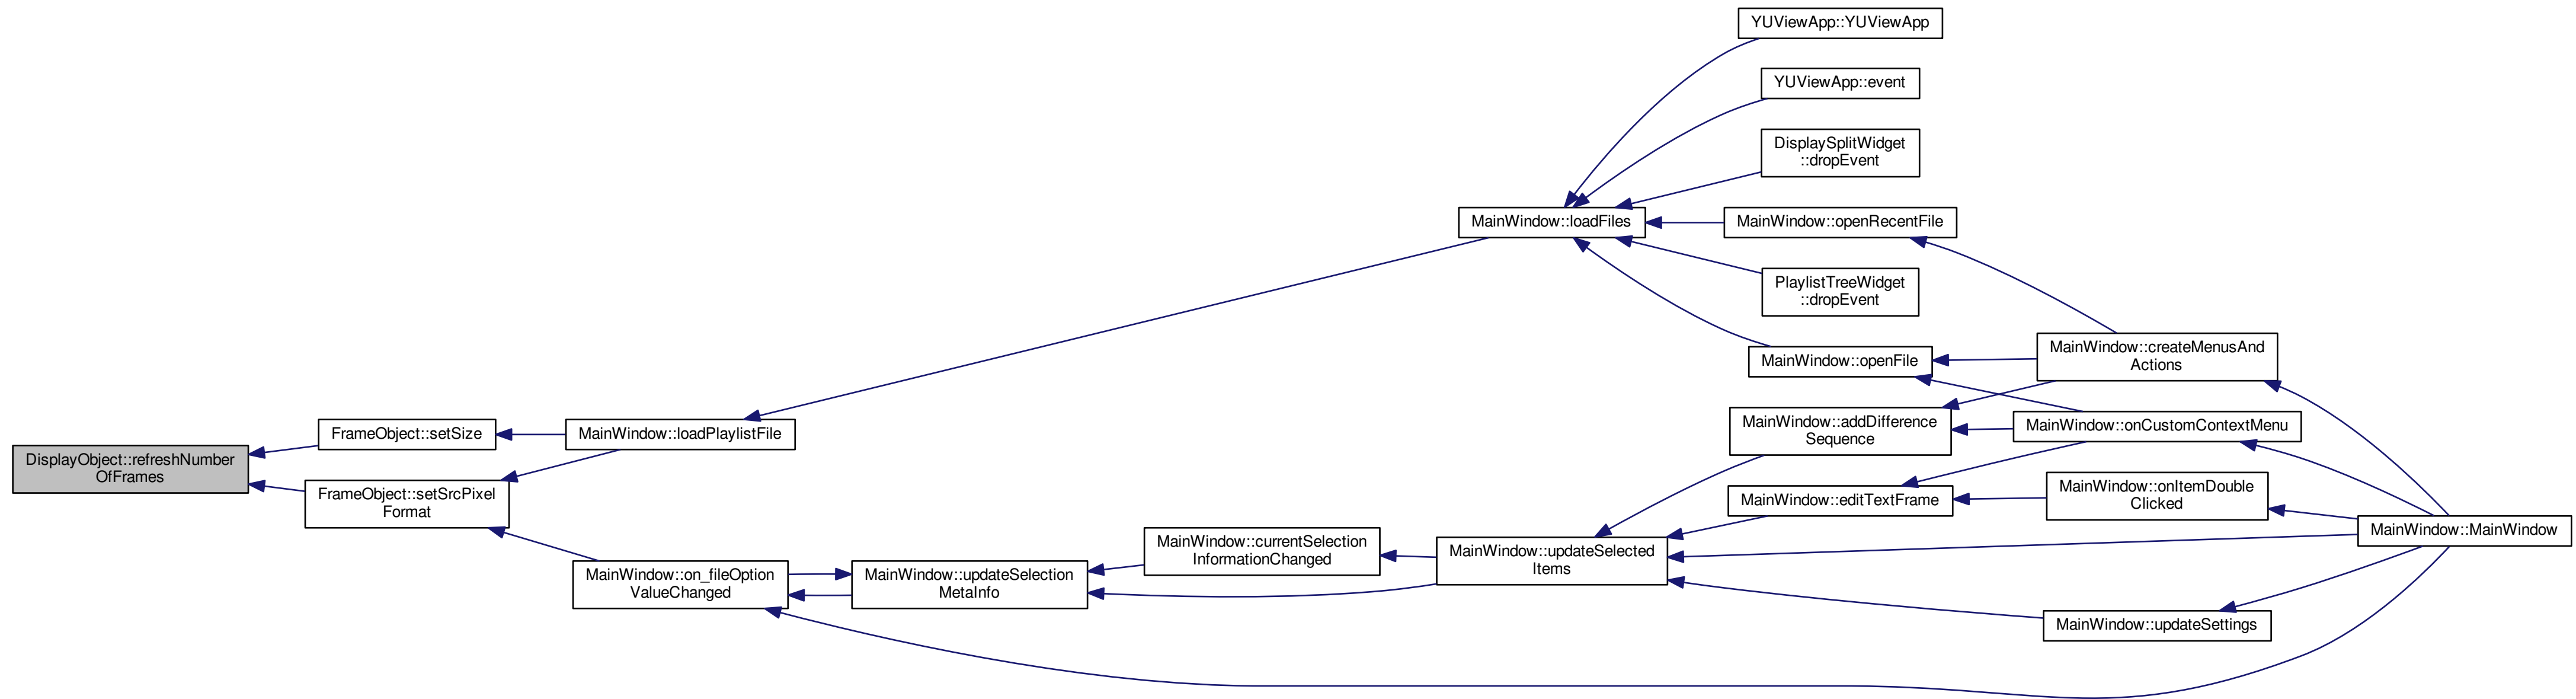 YUViewApp::YUViewApp
YUViewApp::event
DisplaySplitWidget
::dropEvent
MainWindow::loadFiles
MainWindow::openRecentFile
PlaylistTreeWidget
::dropEvent
MainWindow::openFile
MainWindow::createMenusAnd
Actions
MainWindow::addDifference
Sequence
MainWindow::onCustomContextMenu
FrameObject::setSize
MainWindow::loadPlaylistFile
DisplayObject::refreshNumber
OfFrames
FrameObject::setSrcPixel
Format
MainWindow::editTextFrame
MainWindow::onItemDouble
Clicked
MainWindow::MainWindow
MainWindow::currentSelection
InformationChanged
MainWindow::updateSelected
Items
MainWindow::on_fileOption
ValueChanged
MainWindow::updateSelection
MetaInfo
MainWindow::updateSettings